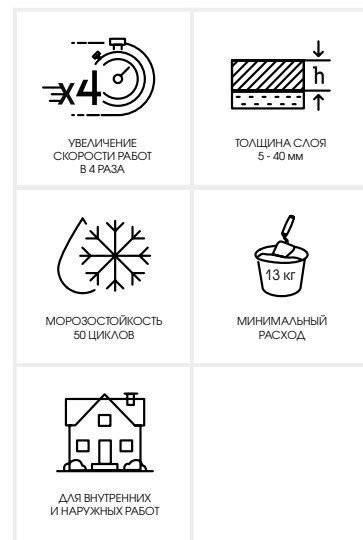 x4
УВЕЛИЧЕНИЕ
СКОРОСТИ РАБОТ
В 4 РАЗА
h
ТОЛЩИНА СЛОЯ
5 - 40 мм
МОРОЗОСТОЙКОСТЬ
50 ЦИКЛОВ
13 кг
МИНИМАЛЬНЫЙ
РАСХОД
ДЛЯ ВНУТРЕННИХ
И НАРУЖНЫХ РАБОТ